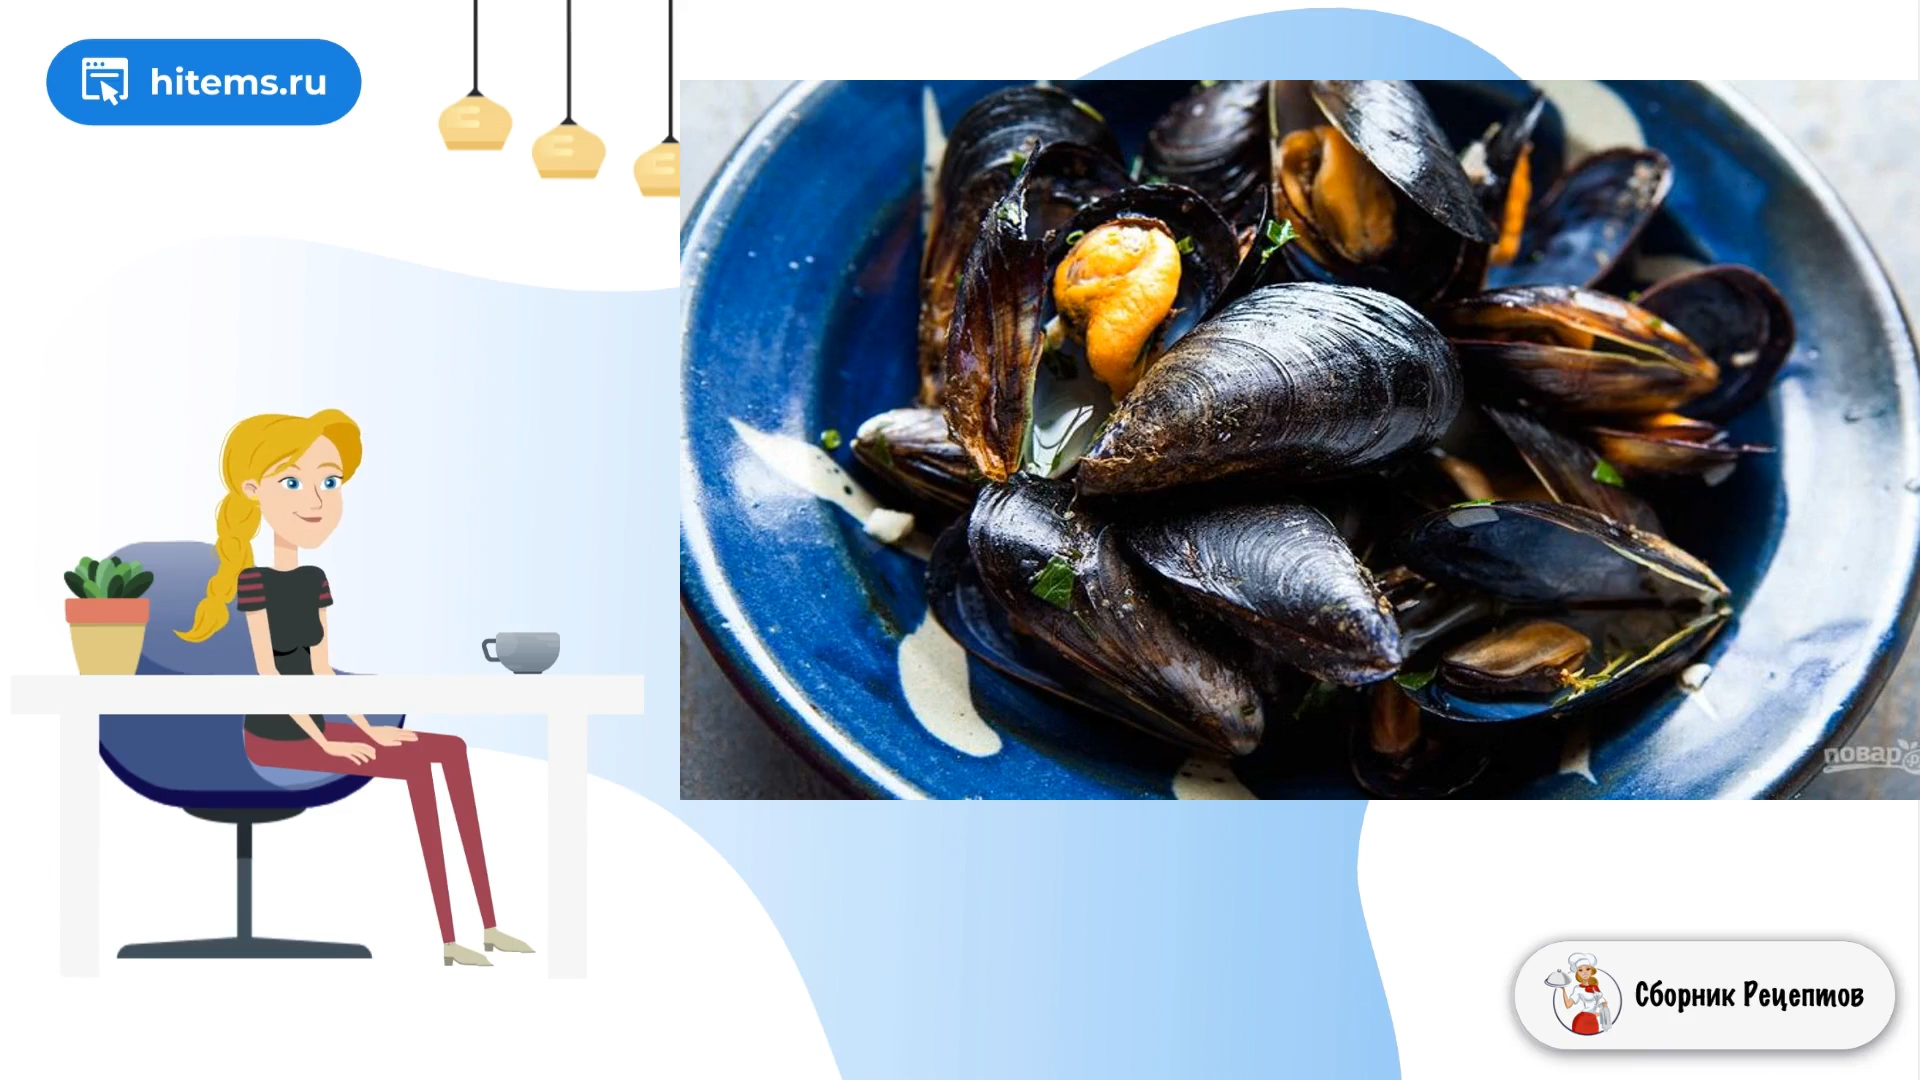 hitems.ru
повар
Сборник Рецептов